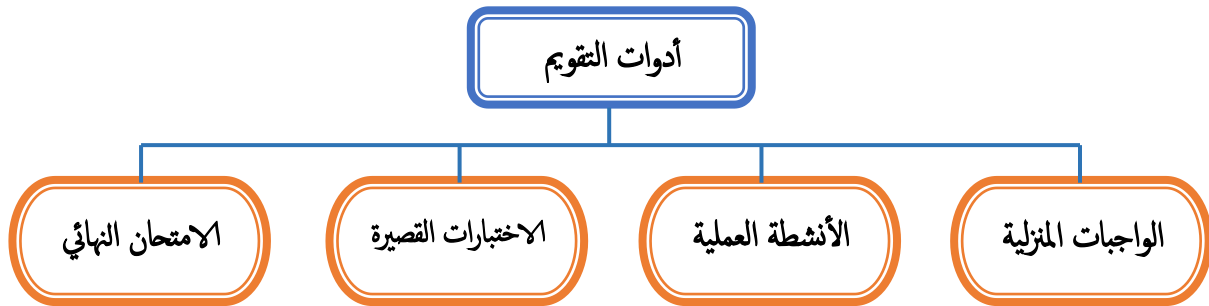 أدوات التقويم
الواجبات المنزلية
الأنشطة العملية
الاختبارات القصيرة
الامتحان النهائي